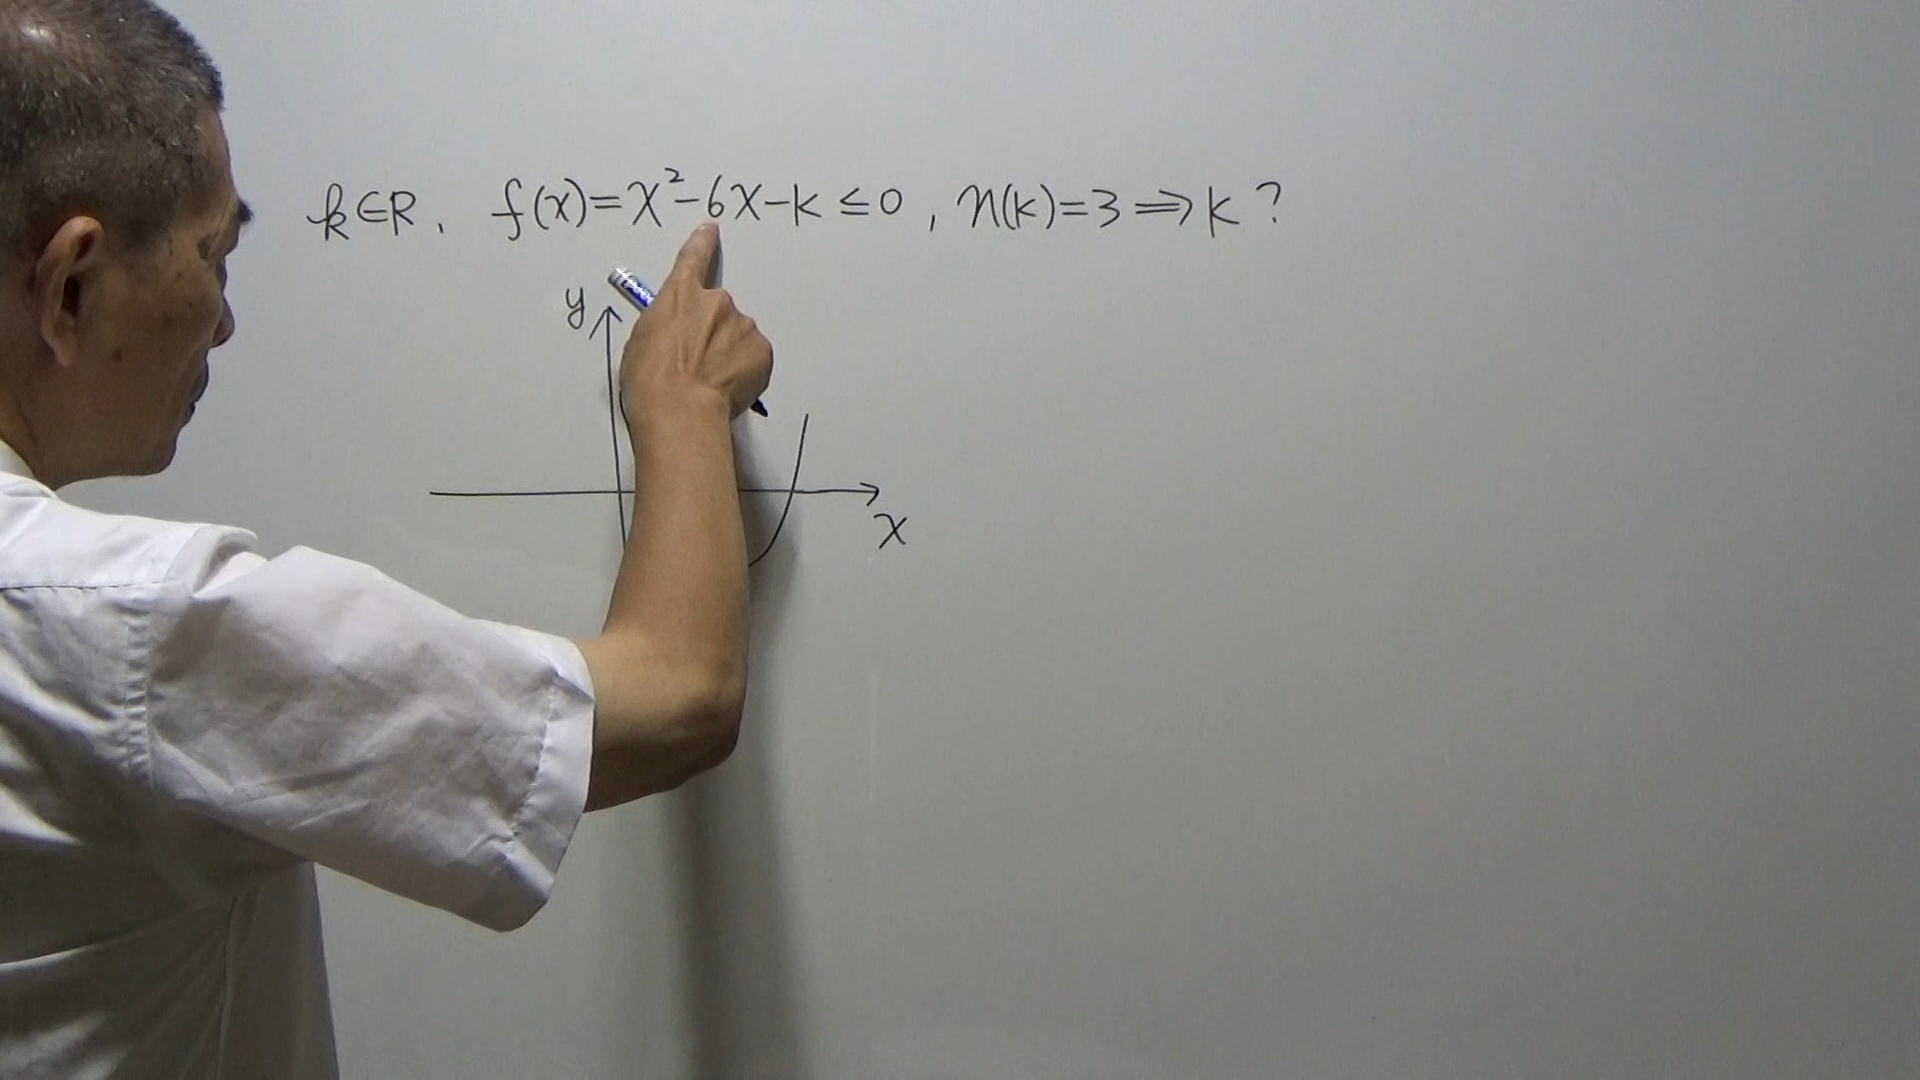 k∈R, f(x)=x²-6x-k≤0, n(k)=3⟹k?
y
x